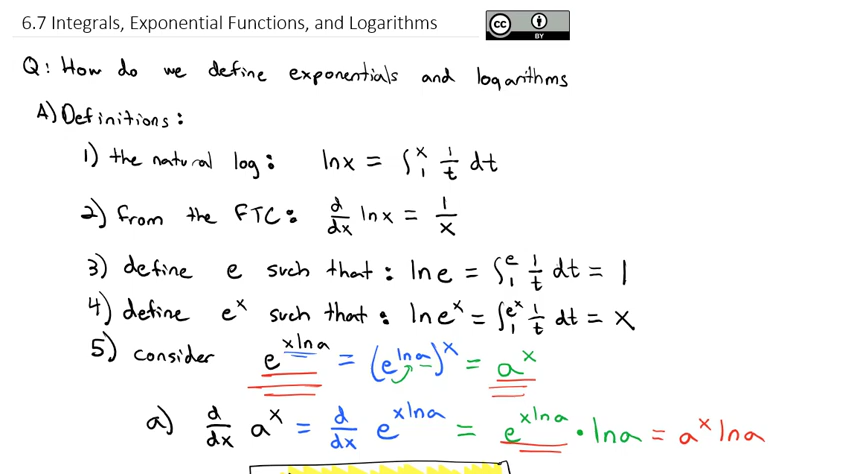 6.7 Integrals, Exponential Functions, and Logarithms
cc BY
Q: How do we define exponentials and logarithms
A) Definitions:
1) the natural log: ln x = ∫₁ˣ 1/t dt
2) from the FTC: d/dx ln x = 1/x
3) define e such that: ln e = ∫₁ᵉ 1/t dt = 1
4) define eˣ such that: ln eˣ = ∫₁^(eˣ) 1/t dt = x
5) consider e^(x ln a) = (e^(ln a))^x = aˣ
a) d/dx aˣ = d/dx e^(x ln a) = e^(x ln a) • ln a = aˣ ln a